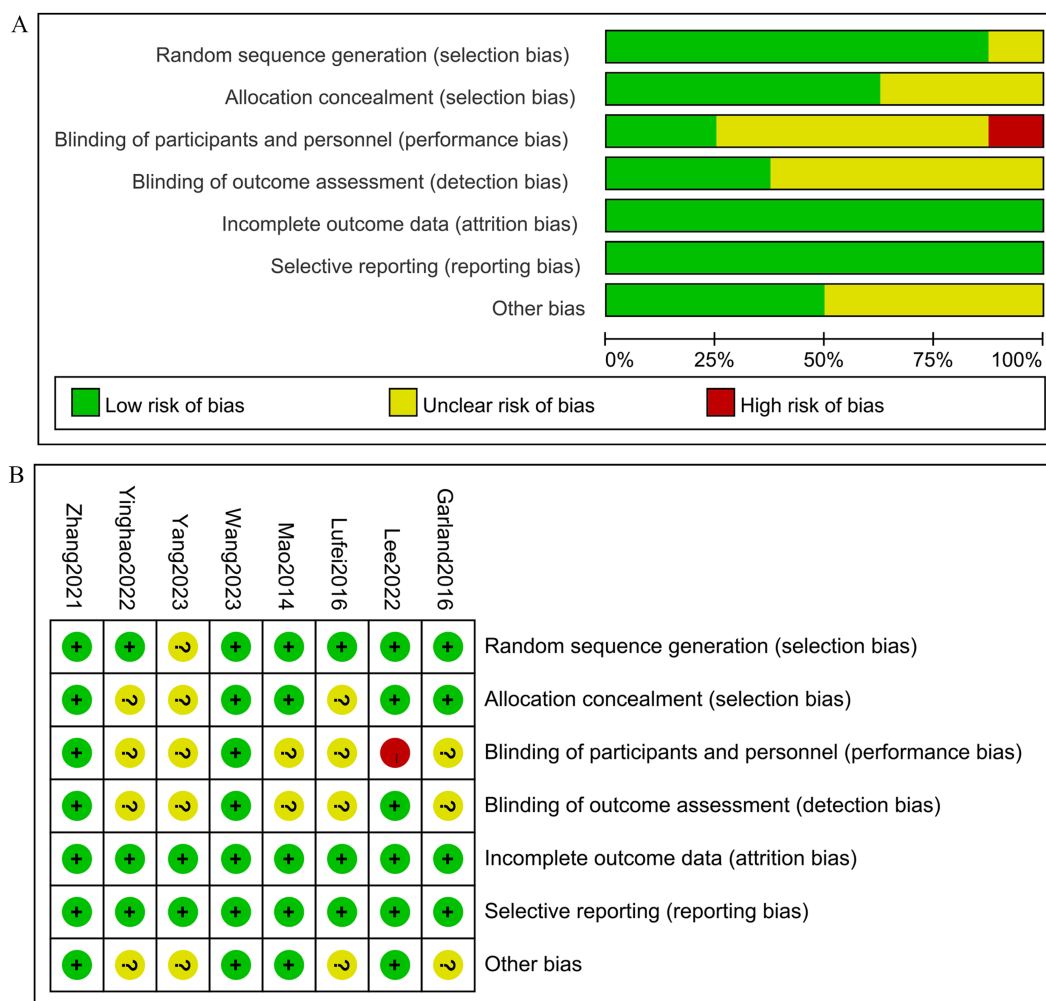 A
Random sequence generation (selection bias)
Allocation concealment (selection bias)
Blinding of participants and personnel (performance bias)
Blinding of outcome assessment (detection bias)
Incomplete outcome data (attrition bias)
Selective reporting (reporting bias)
Other bias
0% 25% 50% 75% 100%
Low risk of bias Unclear risk of bias High risk of bias
B
Zhang2021 Yinghao2022 Yang2023 Wang2023 Mao2014 Lufei2016 Lee2022 Garland2016
+ + ? + + + + + Random sequence generation (selection bias)
+ ? ? + + ? + + Allocation concealment (selection bias)
+ ? ? + ? ? - ? Blinding of participants and personnel (performance bias)
+ ? ? + ? ? + ? Blinding of outcome assessment (detection bias)
+ + + + + + + + Incomplete outcome data (attrition bias)
+ + + + + + + + Selective reporting (reporting bias)
+ ? ? + + ? + ? Other bias